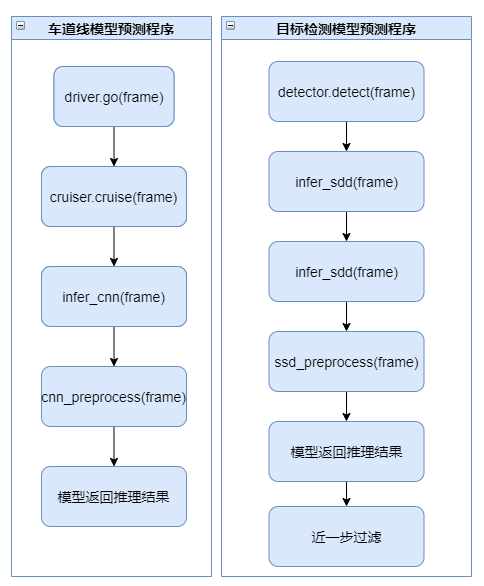 车道线模型预测程序
driver.go(frame)
cruiser.cruise(frame)
infer_cnn(frame)
cnn_preprocess(frame)
模型返回推理结果
目标检测模型预测程序
detector.detect(frame)
infer_sdd(frame)
infer_sdd(frame)
ssd_preprocess(frame)
模型返回推理结果
近一步过滤